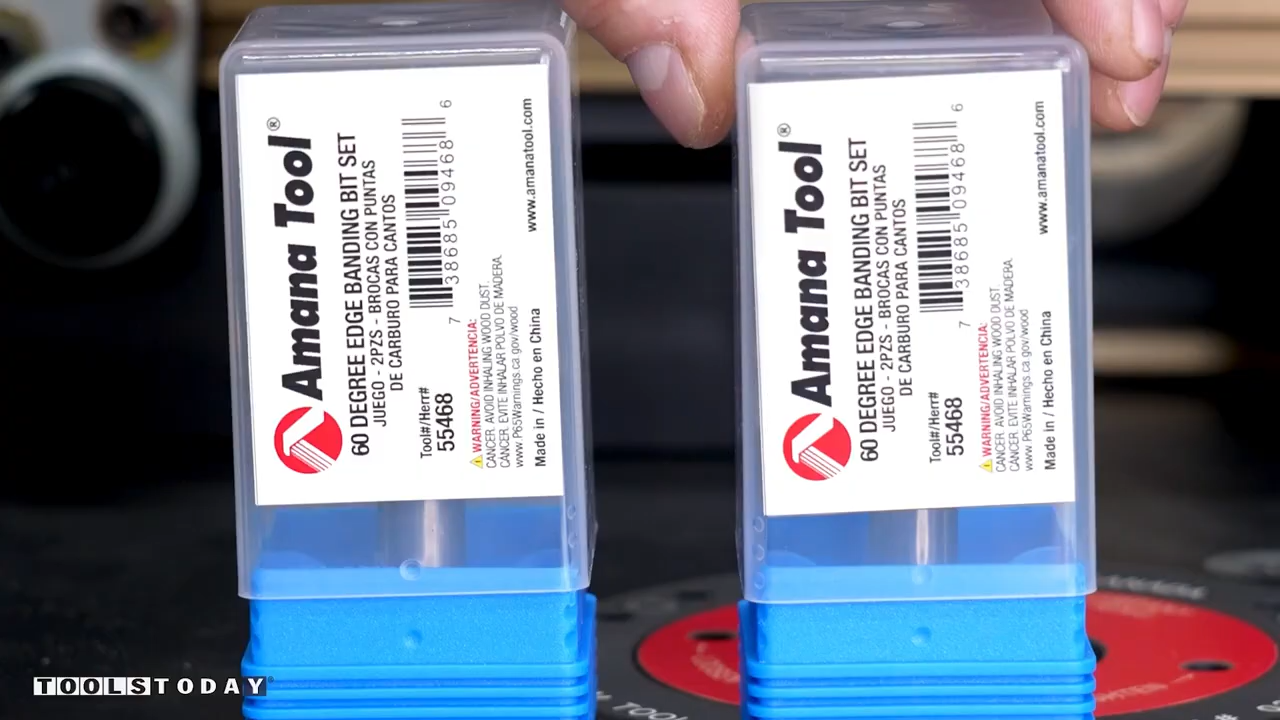 Amana Tool®
60 DEGREE EDGE BANDING BIT SET
JUEGO - 2PZS - BROCAS CON PUNTAS
DE CARBURO PARA CANTOS
Tool#/Herr#
55468
7 38685 09468 6
WARNING/ADVERTENCIA:
CANCER. AVOID INHALING WOOD DUST.
CANCER. EVITE INHALAR POLVO DE MADERA.
www.P65Warnings.ca.gov/wood
Made in / Hecho en China
www.amanatool.com
Amana Tool®
60 DEGREE EDGE BANDING BIT SET
JUEGO - 2PZS - BROCAS CON PUNTAS
DE CARBURO PARA CANTOS
Tool#/Herr#
55468
7 38685 09468 6
WARNING/ADVERTENCIA:
CANCER. AVOID INHALING WOOD DUST.
CANCER. EVITE INHALAR POLVO DE MADERA.
www.P65Warnings.ca.gov/wood
Made in / Hecho en China
www.amanatool.com
TOOLSTODAY